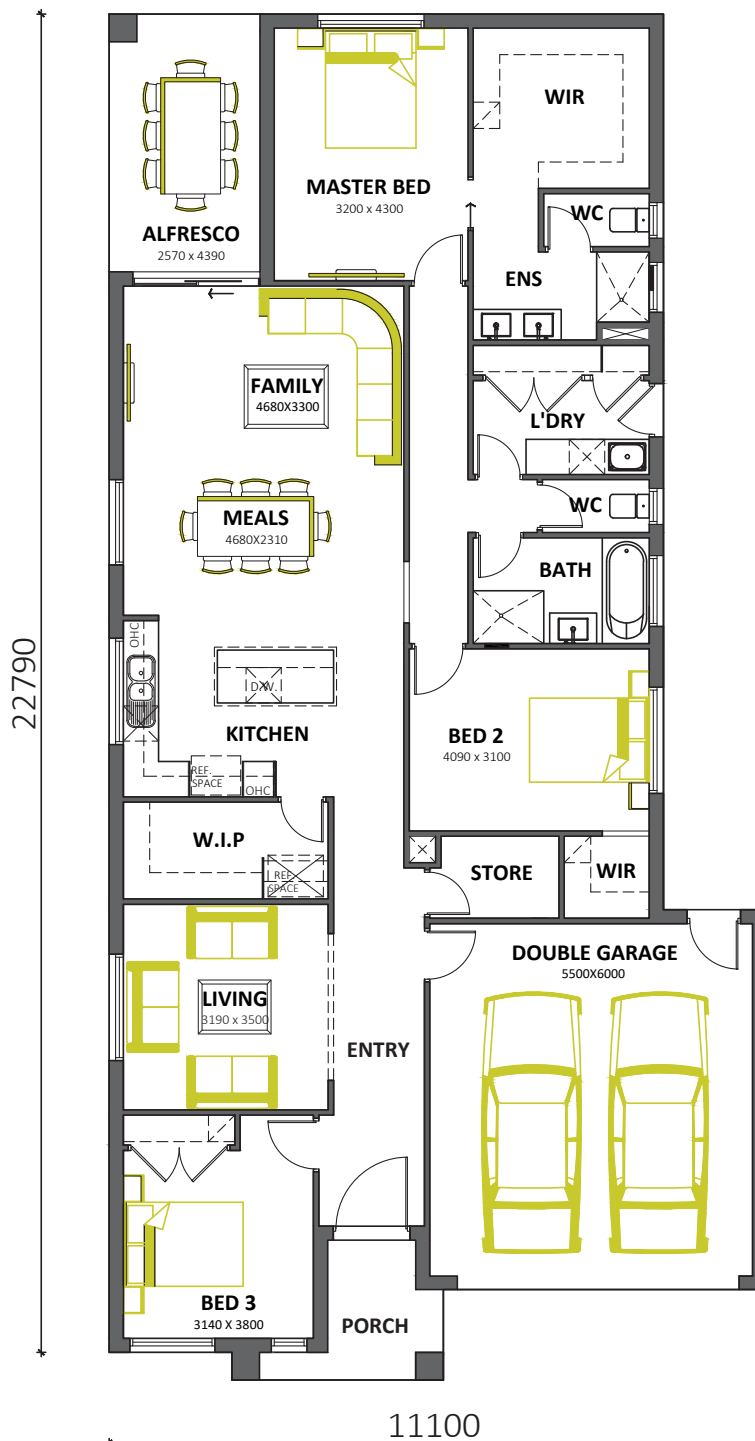 WIR
MASTER BED
3200 x 4300
WC
ALFRESCO
2570 x 4390
ENS
FAMILY
4680X3300
L'DRY
MEALS
4680X2310
WC
BATH
OHC
22790
D.W.
KITCHEN
BED 2
4090 x 3100
REF.
SPACE
OHC
W.I.P
REF.
SPACE
STORE
WIR
DOUBLE GARAGE
5500X6000
LIVING
3190 x 3500
ENTRY
BED 3
3140 X 3800
PORCH
11100